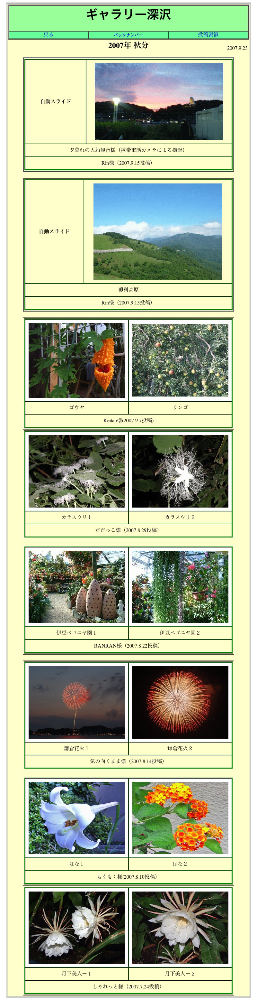 ギャラリー深沢
戻る バックナンバー 投稿要領
2007年 秋分
2007.9.23
自動スライド
夕暮れの大船観音様（携帯電話カメラによる撮影）
Rin様（2007.9.15投稿）
自動スライド
蓼科高原
Rin様（2007.9.15投稿）
ゴウヤ リンゴ
Keitan様(2007.9.7投稿)
カラスウリ１ カラスウリ２
だだっこ様（2007.8.29投稿）
伊豆ベゴニヤ園１ 伊豆ベゴニヤ園２
RANRAN様（2007.8.22投稿）
鎌倉花火１ 鎌倉花火２
気の向くまま様（2007.8.14投稿）
はな１ はな２
もくもく様(2007.8.10投稿）
月下美人ー１ 月下美人ー２
しゃれっと様（2007.7.24投稿）